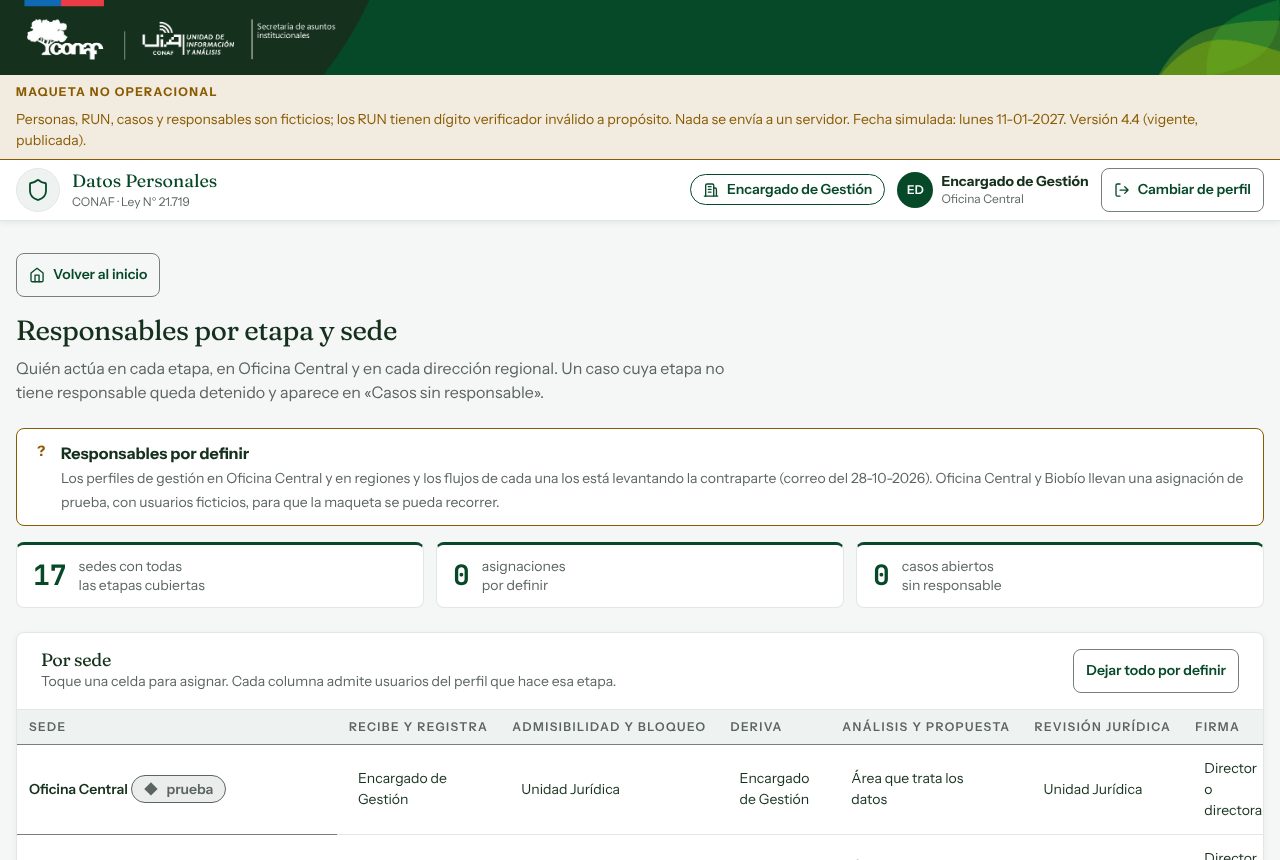 conaf
UiA
CONAF
UNIDAD DE
INFORMACIÓN
Y ANÁLISIS
Secretaría de asuntos
institucionales
MAQUETA NO OPERACIONAL
Personas, RUN, casos y responsables son ficticios; los RUN tienen dígito verificador inválido a propósito. Nada se envía a un servidor. Fecha simulada: lunes 11-01-2027. Versión 4.4 (vigente,
publicada).
Datos Personales
CONAF · Ley N° 21.719
Encargado de Gestión
ED
Encargado de Gestión
Oficina Central
Cambiar de perfil
Volver al inicio
Responsables por etapa y sede
Quién actúa en cada etapa, en Oficina Central y en cada dirección regional. Un caso cuya etapa no
tiene responsable queda detenido y aparece en «Casos sin responsable».
? Responsables por definir
Los perfiles de gestión en Oficina Central y en regiones y los flujos de cada una los está levantando la contraparte (correo del 28-10-2026). Oficina Central y Biobío llevan una asignación de
prueba, con usuarios ficticios, para que la maqueta se pueda recorrer.
17 sedes con todas
las etapas cubiertas
0 asignaciones
por definir
0 casos abiertos
sin responsable
Por sede
Toque una celda para asignar. Cada columna admite usuarios del perfil que hace esa etapa.
Dejar todo por definir
SEDE RECIBE Y REGISTRA ADMISIBILIDAD Y BLOQUEO DERIVA ANÁLISIS Y PROPUESTA REVISIÓN JURÍDICA FIRMA
Oficina Central prueba
Encargado de
Gestión
Unidad Jurídica
Encargado
de Gestión
Área que trata los
datos
Unidad Jurídica
Director
o
directora
Director